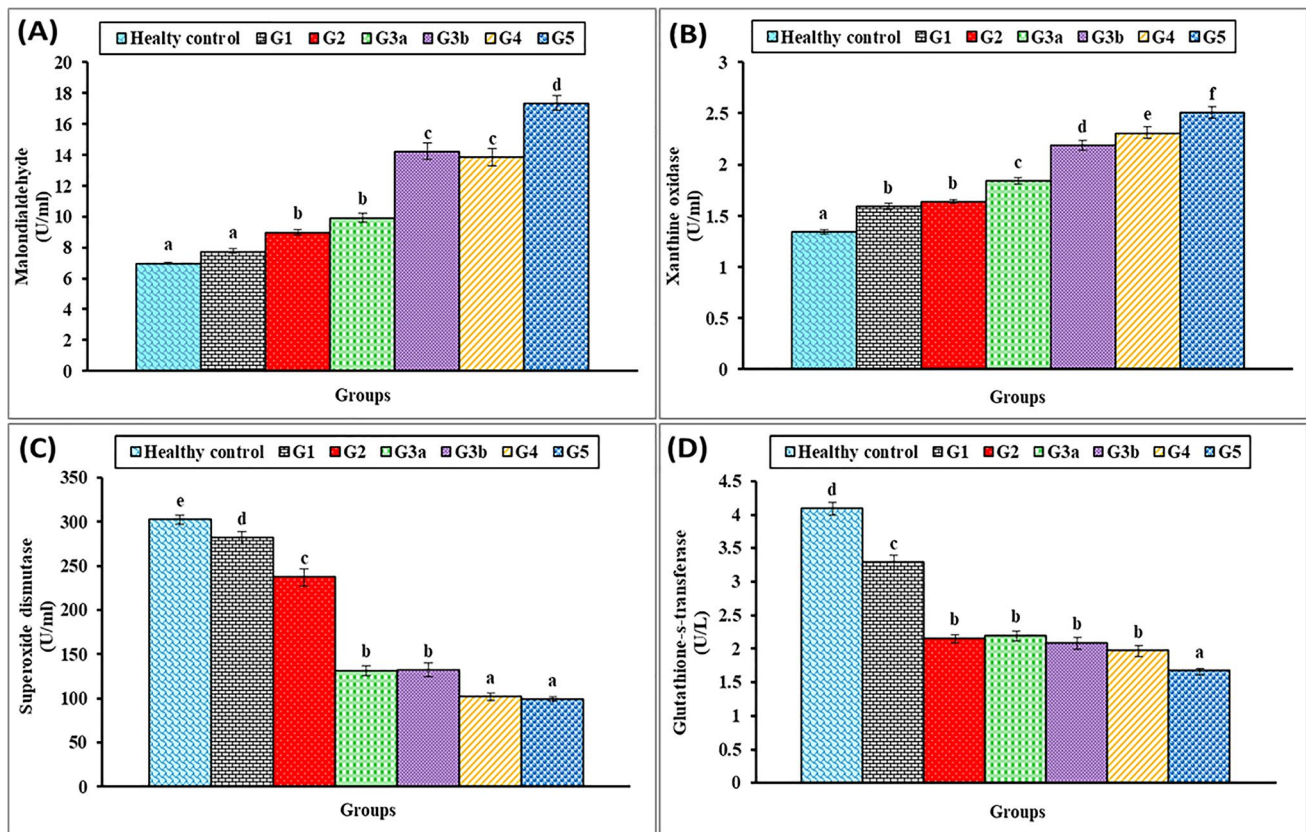 (A)
Healty control G1 G2 G3a G3b G4 G5
Malondialdehyde
(U/ml)
20
18
16
14
12
10
8
6
4
2
0
a
a
b
b
c
c
d
Groups
(B)
Healthy control G1 G2 G3a G3b G4 G5
Xanthine oxidase
(U/ml)
3
2.5
2
1.5
1
0.5
0
a
b
b
c
d
e
f
Groups
(C)
Healthy control G1 G2 G3a G3b G4 G5
Superoxide dismutase
(U/ml)
350
300
250
200
150
100
50
0
e
d
c
b
b
a
a
Groups
(D)
Healthy control G1 G2 G3a G3b G4 G5
Glutathione-s-transferase
(U/L)
4.5
4
3.5
3
2.5
2
1.5
1
0.5
0
d
c
b
b
b
b
a
Groups